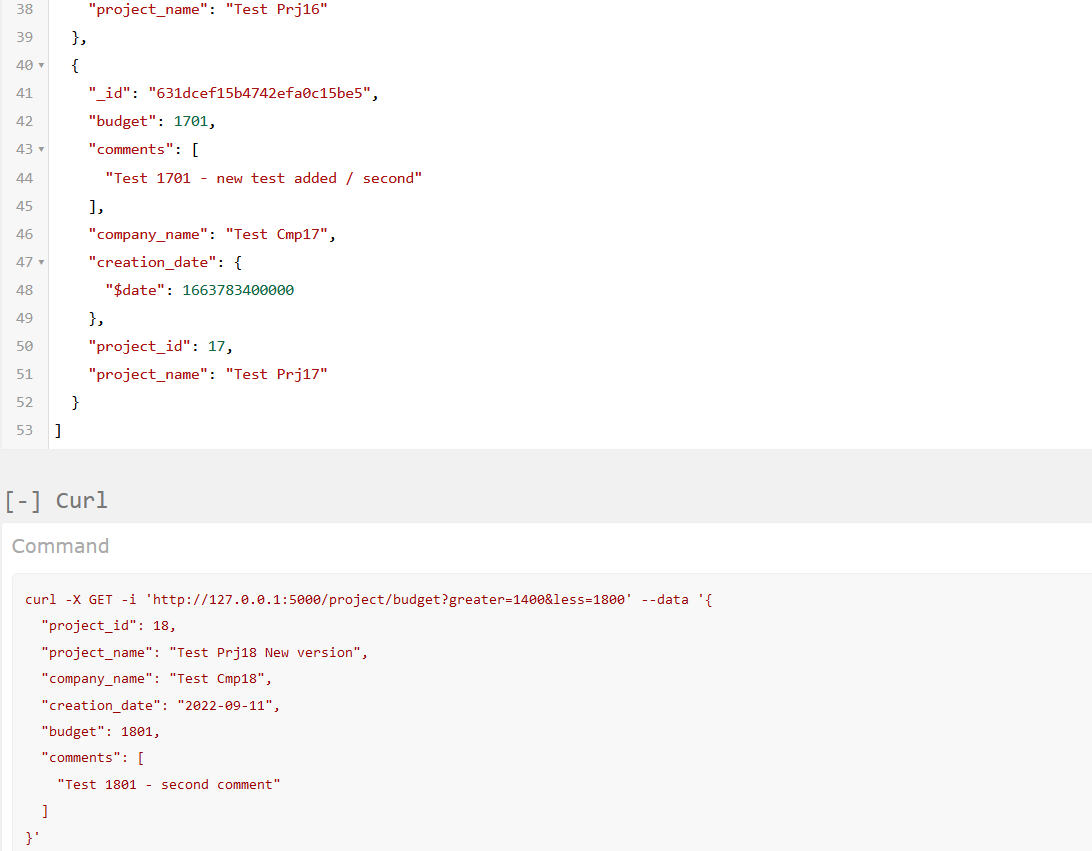 38 "project_name": "Test Prj16"
39 },
40 {
41 "_id": "631dcef15b4742efa0c15be5",
42 "budget": 1701,
43 "comments": [
44 "Test 1701 - new test added / second"
45 ],
46 "company_name": "Test Cmp17",
47 "creation_date": {
48 "$date": 1663783400000
49 },
50 "project_id": 17,
51 "project_name": "Test Prj17"
52 }
53 ]
[-] Curl
Command
curl -X GET -i 'http://127.0.0.1:5000/project/budget?greater=1400&less=1800' --data '{
"project_id": 18,
"project_name": "Test Prj18 New version",
"company_name": "Test Cmp18",
"creation_date": "2022-09-11",
"budget": 1801,
"comments": [
"Test 1801 - second comment"
]
}'